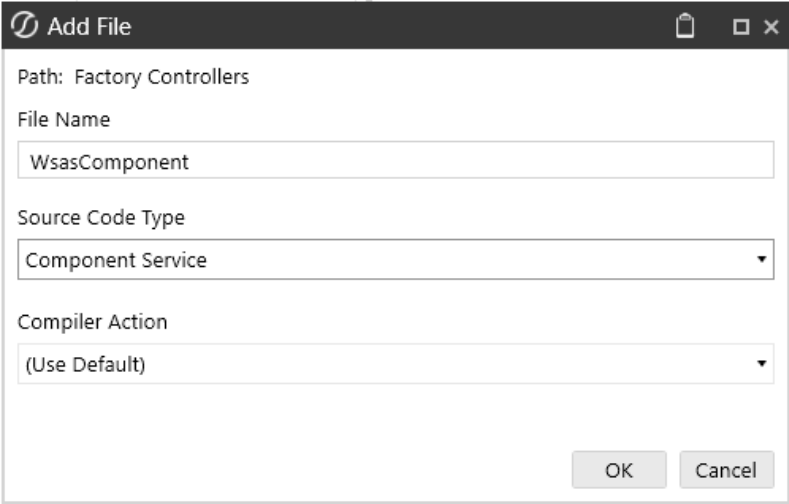 Add File
Path: Factory Controllers
File Name
WsasComponent
Source Code Type
Component Service
Compiler Action
(Use Default)
OK Cancel